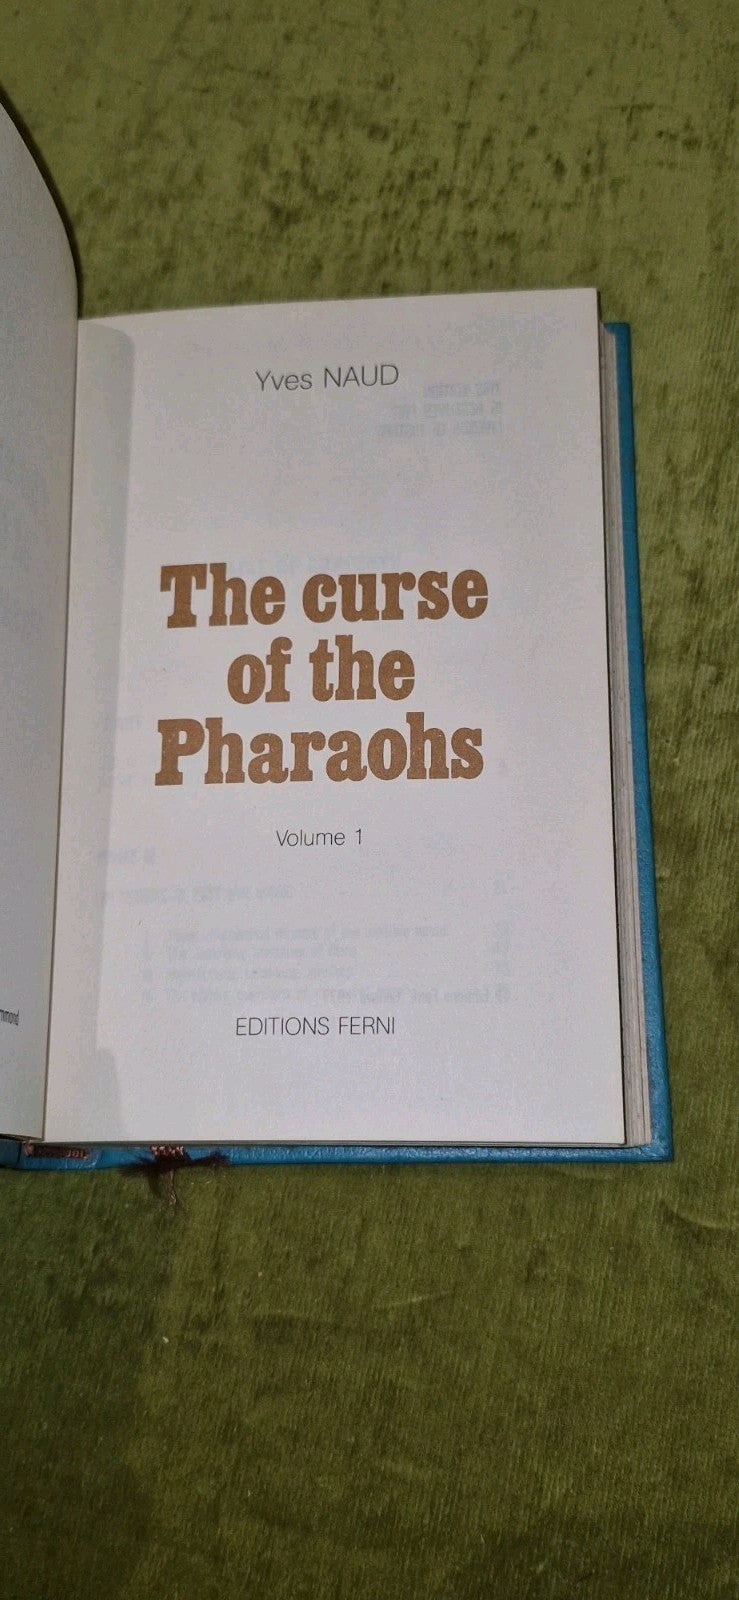 Yves NAUD
The curse
of the
Pharaohs
Volume 1
EDITIONS FERNI